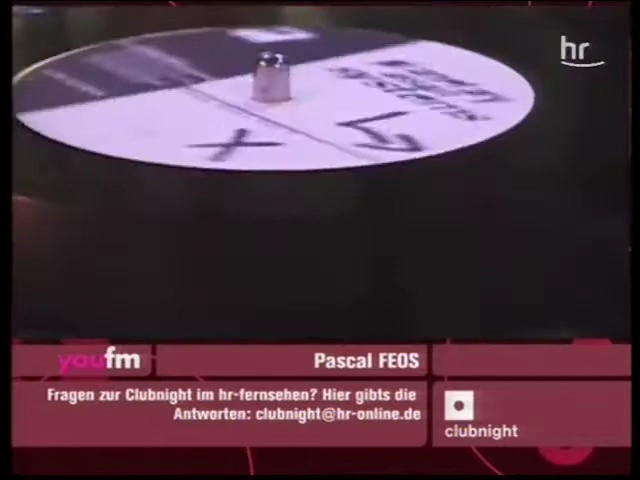 hr
systems
X
youfm
Pascal FEOS
Fragen zur Clubnight im hr-fernsehen? Hier gibts die
Antworten: clubnight@hr-online.de
clubnight